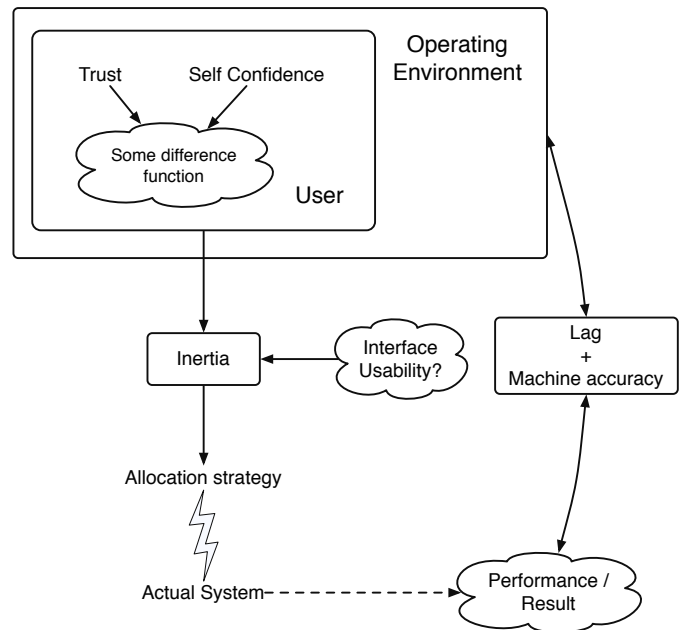 Operating
Environment
Trust
Self Confidence
Some difference
function
User
Inertia
Interface
Usability?
Lag
+
Machine accuracy
Allocation strategy
Actual System
Performance /
Result